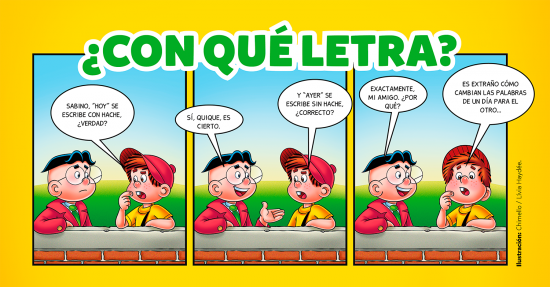 ¿CON QUÉ LETRA?
SABINO, "HOY" SE
ESCRIBE CON HACHE,
¿VERDAD?
SÍ, QUIQUE, ES
CIERTO.
Y "AYER" SE
ESCRIBE SIN HACHE,
¿CORRECTO?
EXACTAMENTE,
MI AMIGO. ¿POR
QUÉ?
ES EXTRAÑO CÓMO
CAMBIAN LAS PALABRAS
DE UN DÍA PARA EL
OTRO...
Ilustración: Chimello / Lívia Haydée.